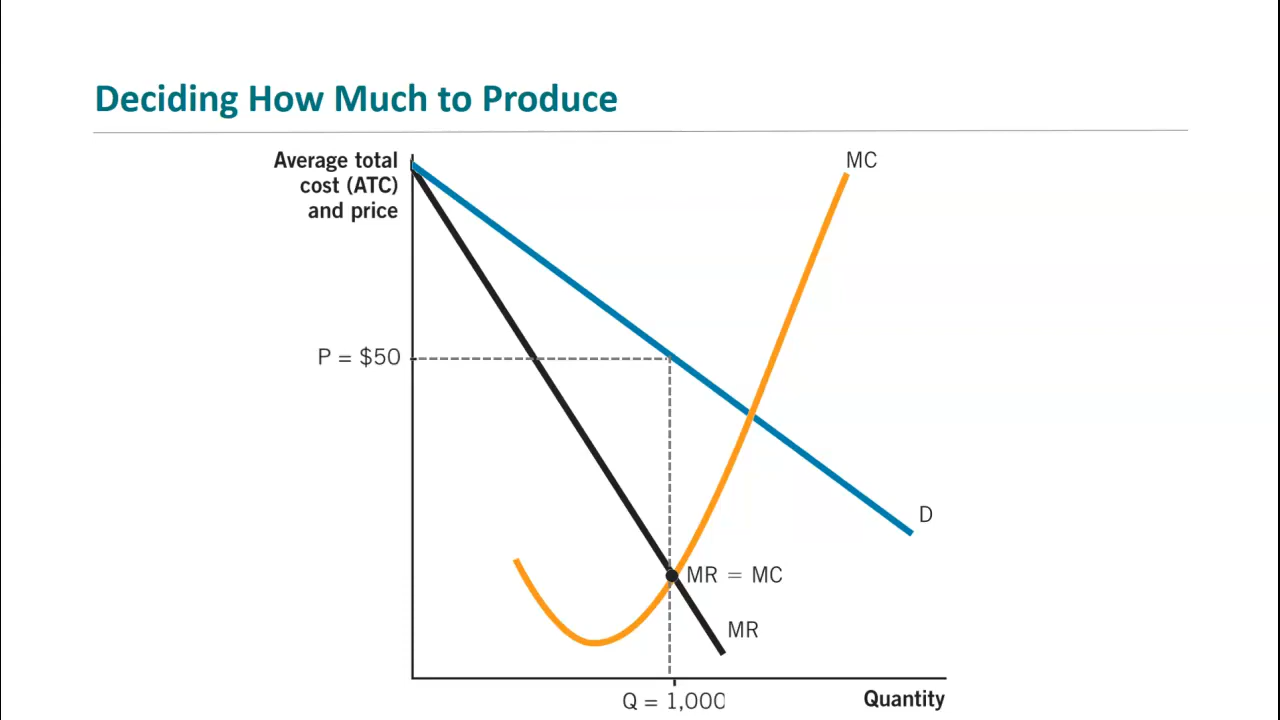 Deciding How Much to Produce
Average total
cost (ATC)
and price
MC
P = $50
D
MR = MC
MR
Q = 1,000
Quantity